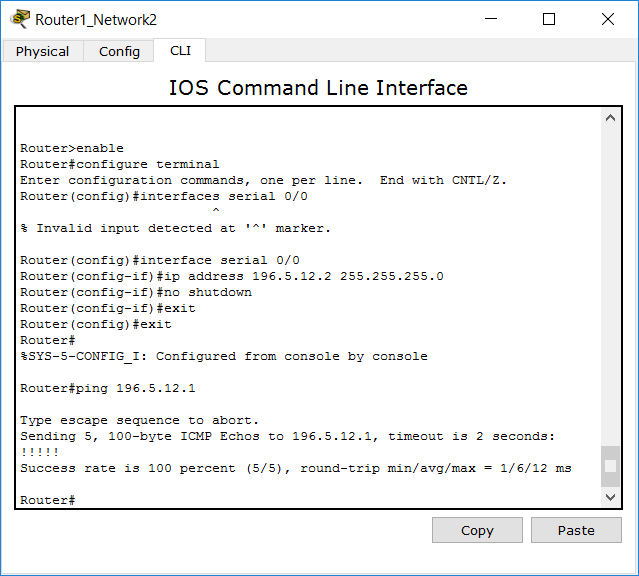 Router1_Network2
Physical Config CLI
IOS Command Line Interface
Router>enable
Router#configure terminal
Enter configuration commands, one per line.  End with CNTL/Z.
Router(config)#interfaces serial 0/0
                         ^
% Invalid input detected at '^' marker.

Router(config)#interface serial 0/0
Router(config-if)#ip address 196.5.12.2 255.255.255.0
Router(config-if)#no shutdown
Router(config-if)#exit
Router(config)#exit
Router#
%SYS-5-CONFIG_I: Configured from console by console

Router#ping 196.5.12.1

Type escape sequence to abort.
Sending 5, 100-byte ICMP Echos to 196.5.12.1, timeout is 2 seconds:
!!!!!
Success rate is 100 percent (5/5), round-trip min/avg/max = 1/6/12 ms

Router#
Copy Paste